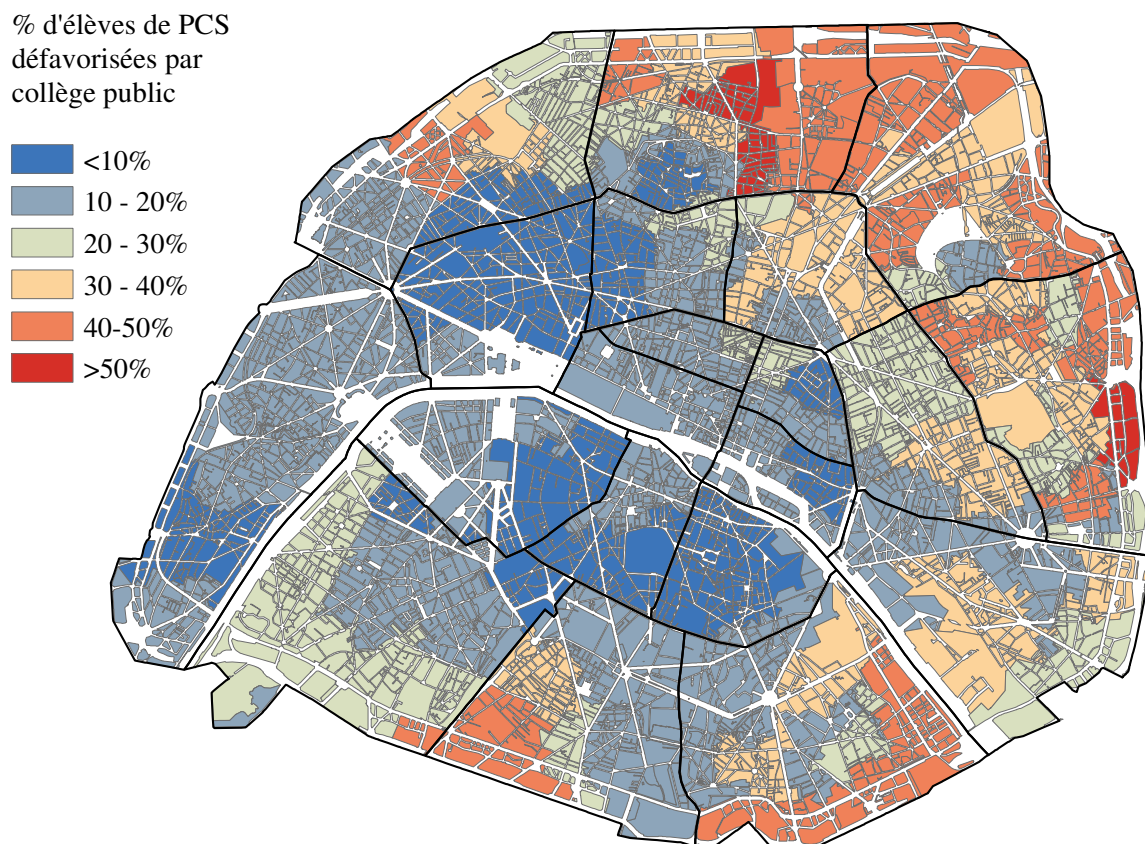 % d'élèves de PCS
défavorisées par
collège public
<10%
10 - 20%
20 - 30%
30 - 40%
40-50%
>50%